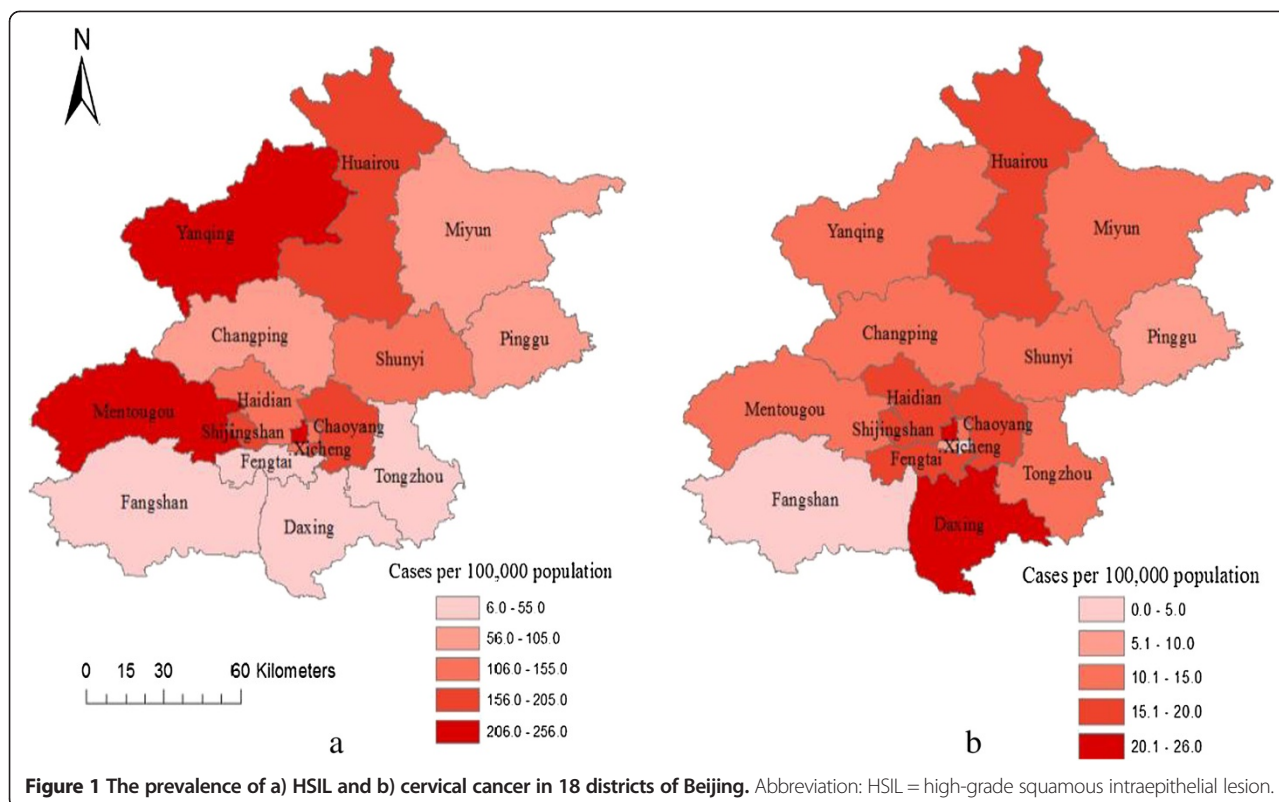 N
Huairou
Yanqing
Miyun
Changping
Pinggu
Shunyi
Mentougou
Haidian
Shijingshan
Chaoyang
Xicheng
Fengtai
Tongzhou
Fangshan
Daxing
Cases per 100,000 population
6.0 - 55.0
56.0 - 105.0
106.0 - 155.0
156.0 - 205.0
206.0 - 256.0
0 15 30 60 Kilometers
a
Huairou
Yanqing
Miyun
Changping
Pinggu
Shunyi
Mentougou
Haidian
Shijingshan
Chaoyang
Xicheng
Fengtai
Tongzhou
Fangshan
Daxing
Cases per 100,000 population
0.0 - 5.0
5.1 - 10.0
10.1 - 15.0
15.1 - 20.0
20.1 - 26.0
b
Figure 1 The prevalence of a) HSIL and b) cervical cancer in 18 districts of Beijing. Abbreviation: HSIL = high-grade squamous intraepithelial lesion.